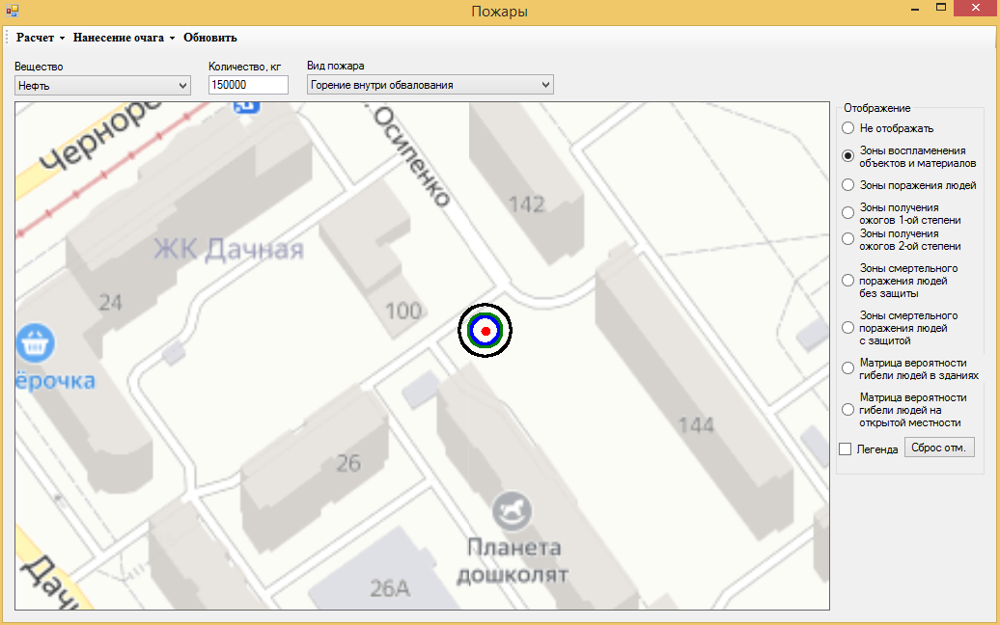 Пожары
Расчет Нанесение очага Обновить
Вещество
Количество, кг
Вид пожара
Нефть
150000
Горение внутри обвалования
Черноре
Осипенко
142
ЖК Дачная
24
100
ёрочка
144
26
Планета
дошколят
26А
Дачн
Отображение
Не отображать
Зоны воспламенения
объектов и материалов
Зоны поражения людей
Зоны получения
ожогов 1-ой степени
Зоны получения
ожогов 2-ой степени
Зоны смертельного
поражения людей
без защиты
Зоны смертельного
поражения людей
с защитой
Матрица вероятности
гибели людей в зданиях
Матрица вероятности
гибели людей на
открытой местности
Легенда
Сброс отм.